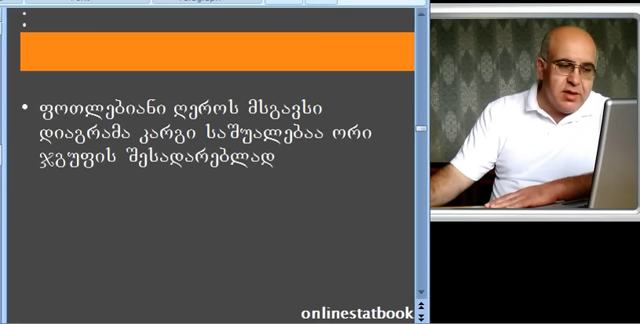 ფოთლებიანი ღეროს მსგავსი
დიაგრამა კარგი საშუალებაა ორი
ჯგუფის შესადარებლად
onlinestatbook